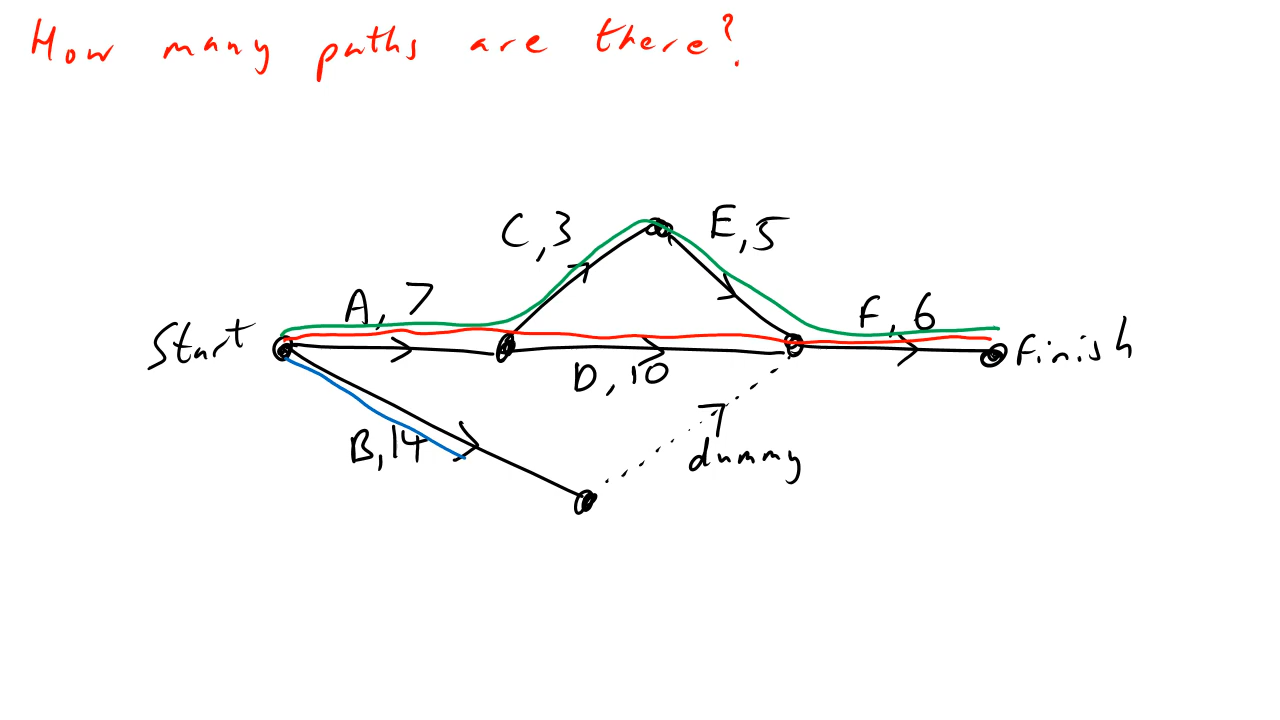 How many paths are there?
C, 3
E, 5
A, 7
F, 6
Start
Finish
D, 10
B, 14
dummy